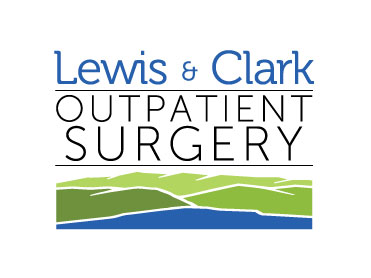 Lewis & Clark
OUTPATIENT
SURGERY